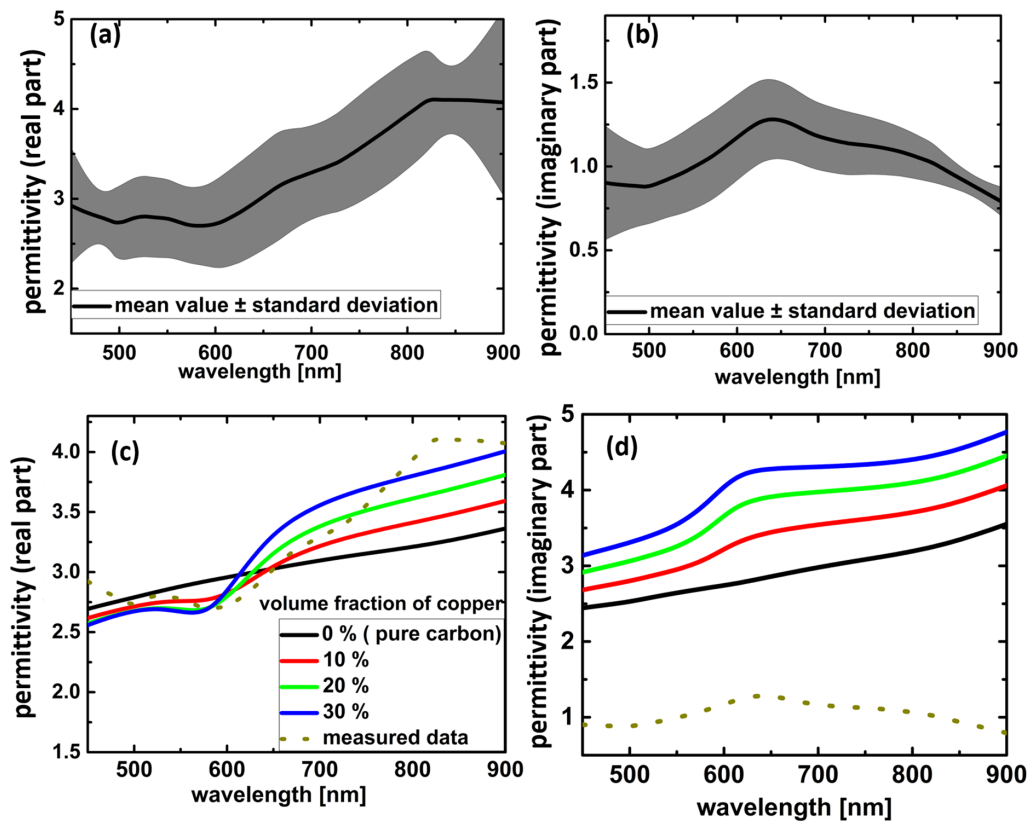 (a)
permittivity (real part)
5
4
3
2
mean value ± standard deviation
500 600 700 800 900
wavelength [nm]
(b)
permittivity (imaginary part)
1.5
1.0
0.5
0.0
mean value ± standard deviation
500 600 700 800 900
wavelength [nm]
(c)
permittivity (real part)
4.0
3.5
3.0
2.5
2.0
1.5
volume fraction of copper
0 % ( pure carbon)
10 %
20 %
30 %
measured data
500 600 700 800 900
wavelength [nm]
(d)
permittivity (imaginary part)
5
4
3
2
1
500 600 700 800 900
wavelength [nm]